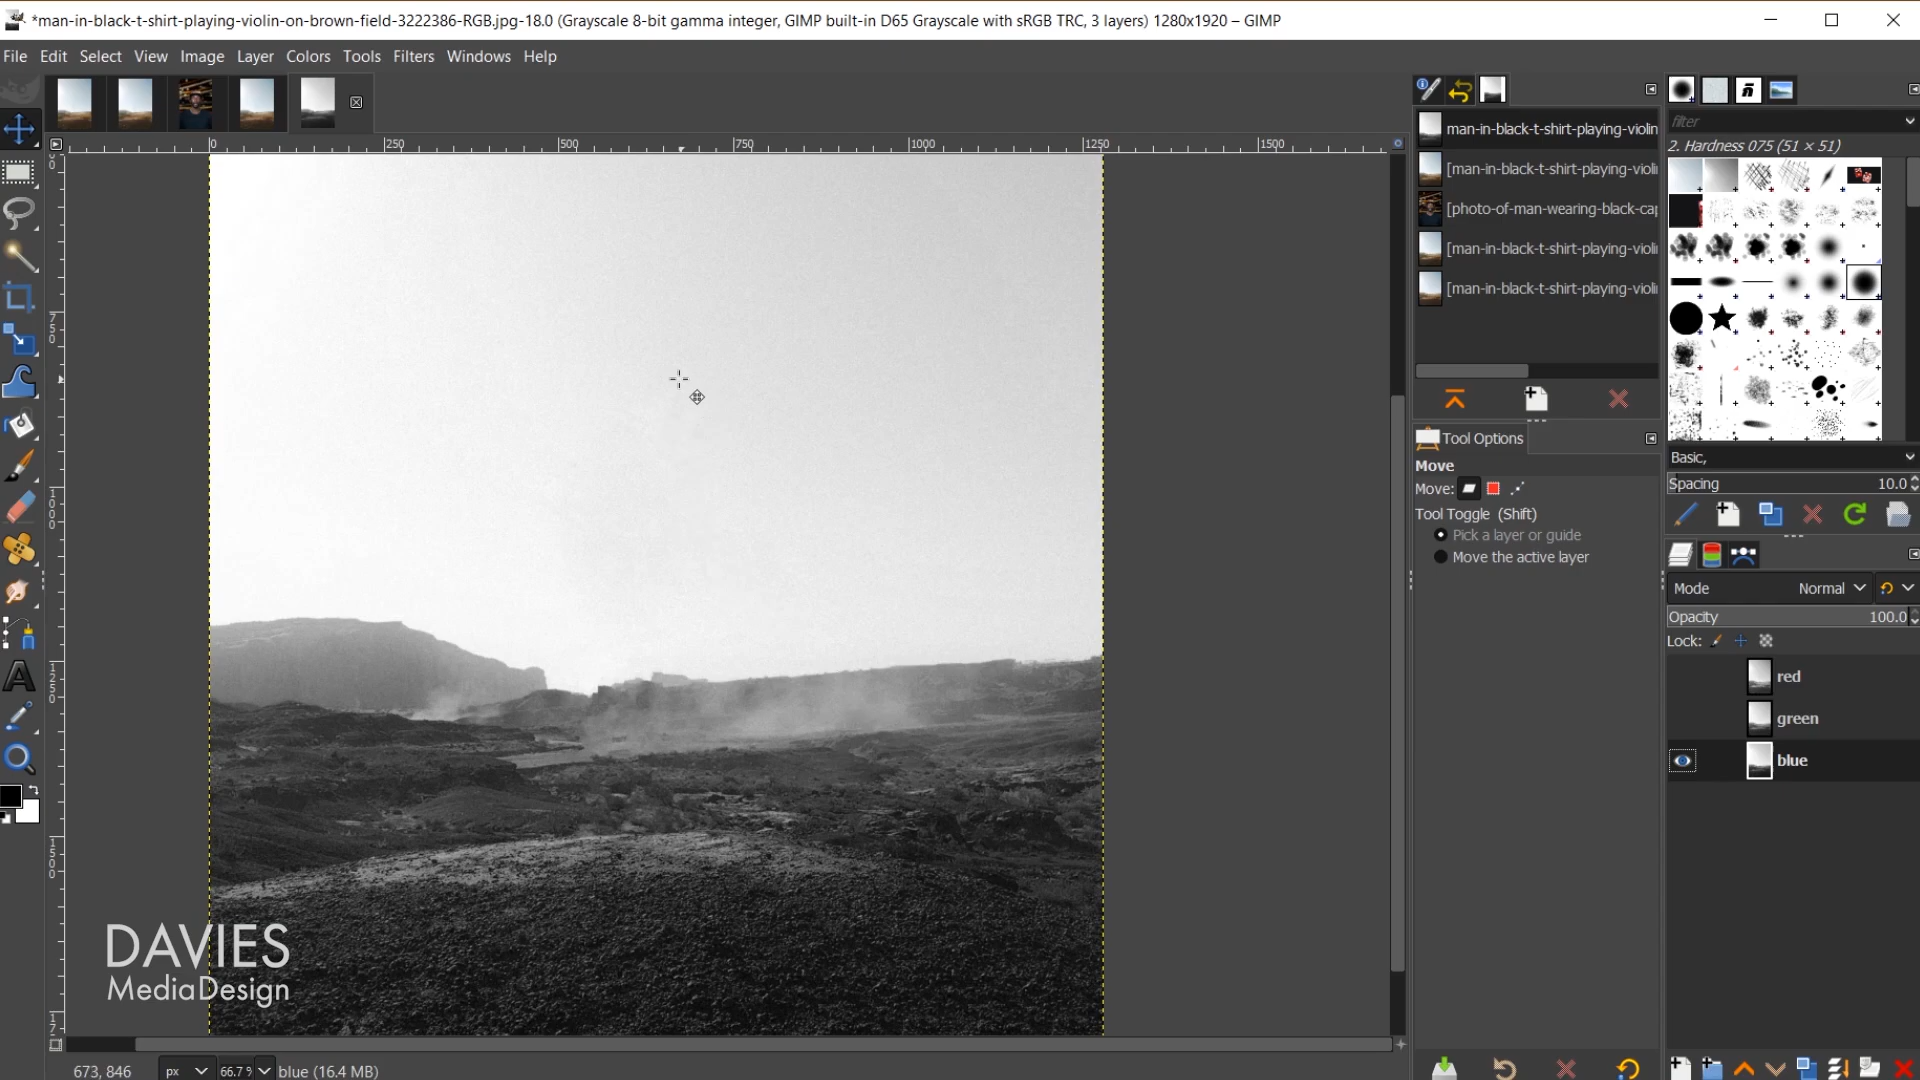 *man-in-black-t-shirt-playing-violin-on-brown-field-3222386-RGB.jpg-18.0 (Grayscale 8-bit gamma integer, GIMP built-in D65 Grayscale with sRGB TRC, 3 layers) 1280x1920 – GIMP
File Edit Select View Image Layer Colors Tools Filters Windows Help
0 250 500 750 1000 1250 1500
750
1000
1250
1500
man-in-black-t-shirt-playing-violin
[man-in-black-t-shirt-playing-violi
[photo-of-man-wearing-black-cap
[man-in-black-t-shirt-playing-violi
[man-in-black-t-shirt-playing-violi
Tool Options
Move
Move:
Tool Toggle (Shift)
Pick a layer or guide
Move the active layer
filter
2. Hardness 075 (51 × 51)
Basic,
Spacing 10.0
Mode Normal
Opacity 100.0
Lock:
red
green
blue
DAVIES
MediaDesign
673, 846 px 66.7 % blue (16.4 MB)